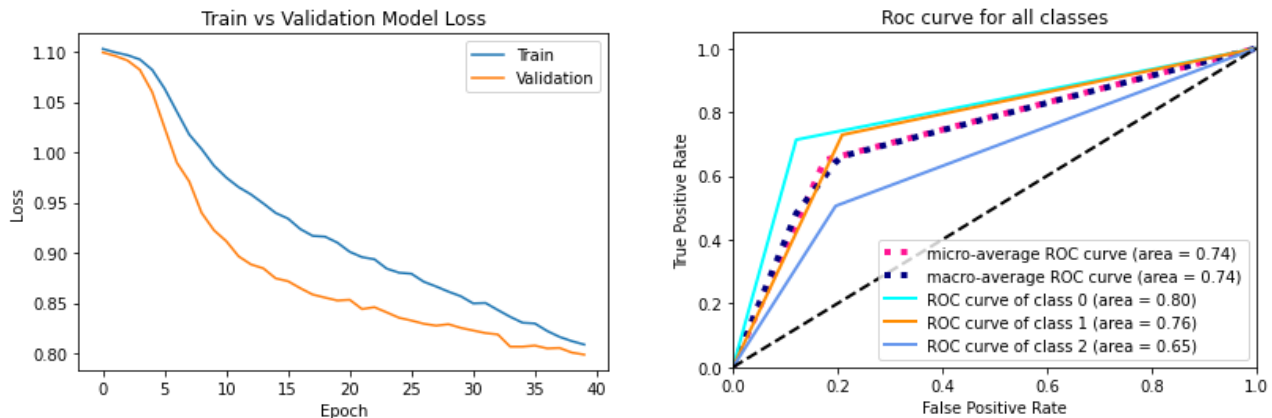 Train vs Validation Model Loss
1.10
1.05
1.00
0.95
0.90
0.85
0.80
Loss
Train
Validation
0 5 10 15 20 25 30 35 40
Epoch
Roc curve for all classes
1.0
0.8
0.6
0.4
0.2
0.0
True Positive Rate
micro-average ROC curve (area = 0.74)
macro-average ROC curve (area = 0.74)
ROC curve of class 0 (area = 0.80)
ROC curve of class 1 (area = 0.76)
ROC curve of class 2 (area = 0.65)
0.0 0.2 0.4 0.6 0.8 1.0
False Positive Rate